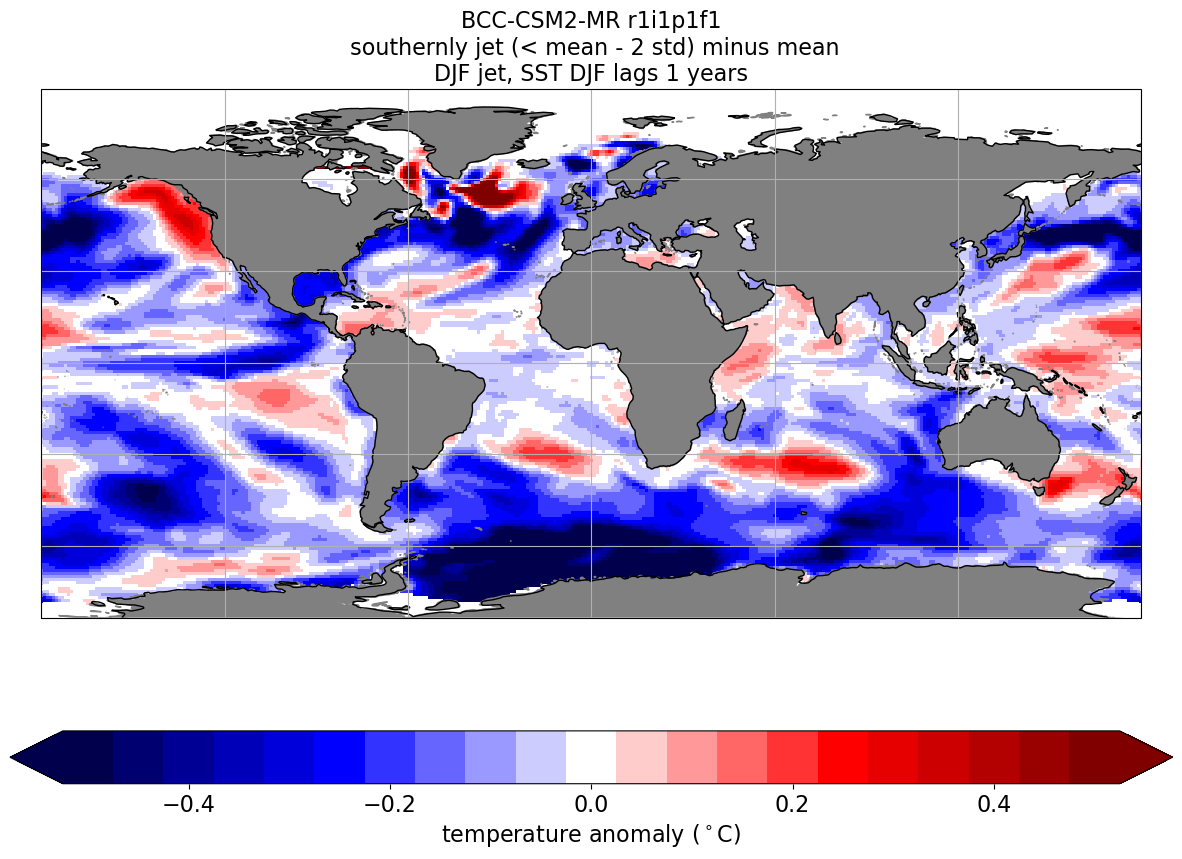 BCC-CSM2-MR r1i1p1f1
southernly jet (< mean - 2 std) minus mean
DJF jet, SST DJF lags 1 years
−0.4 −0.2 0.0 0.2 0.4
temperature anomaly (°C)